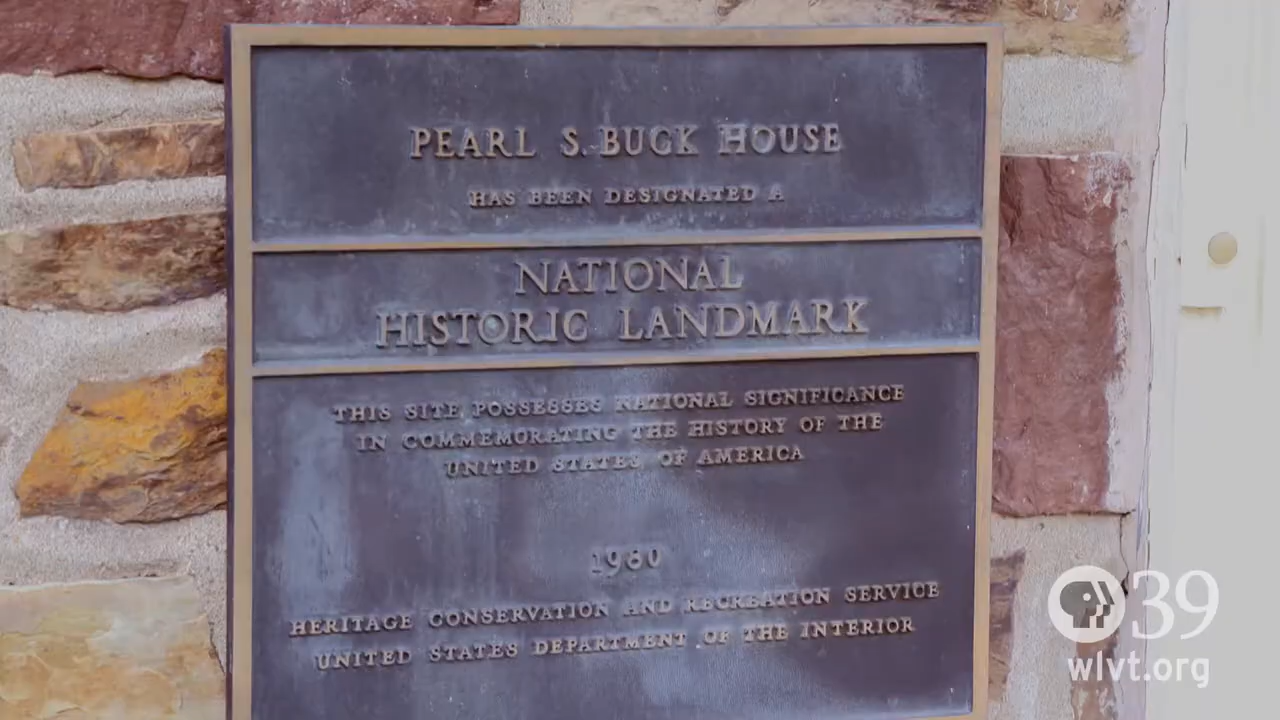 PEARL S. BUCK HOUSE
HAS BEEN DESIGNATED A
NATIONAL
HISTORIC LANDMARK
THIS SITE POSSESSES NATIONAL SIGNIFICANCE
IN COMMEMORATING THE HISTORY OF THE
UNITED STATES OF AMERICA
1980
HERITAGE CONSERVATION AND RECREATION SERVICE
UNITED STATES DEPARTMENT OF THE INTERIOR
PBS 39
wlvt.org